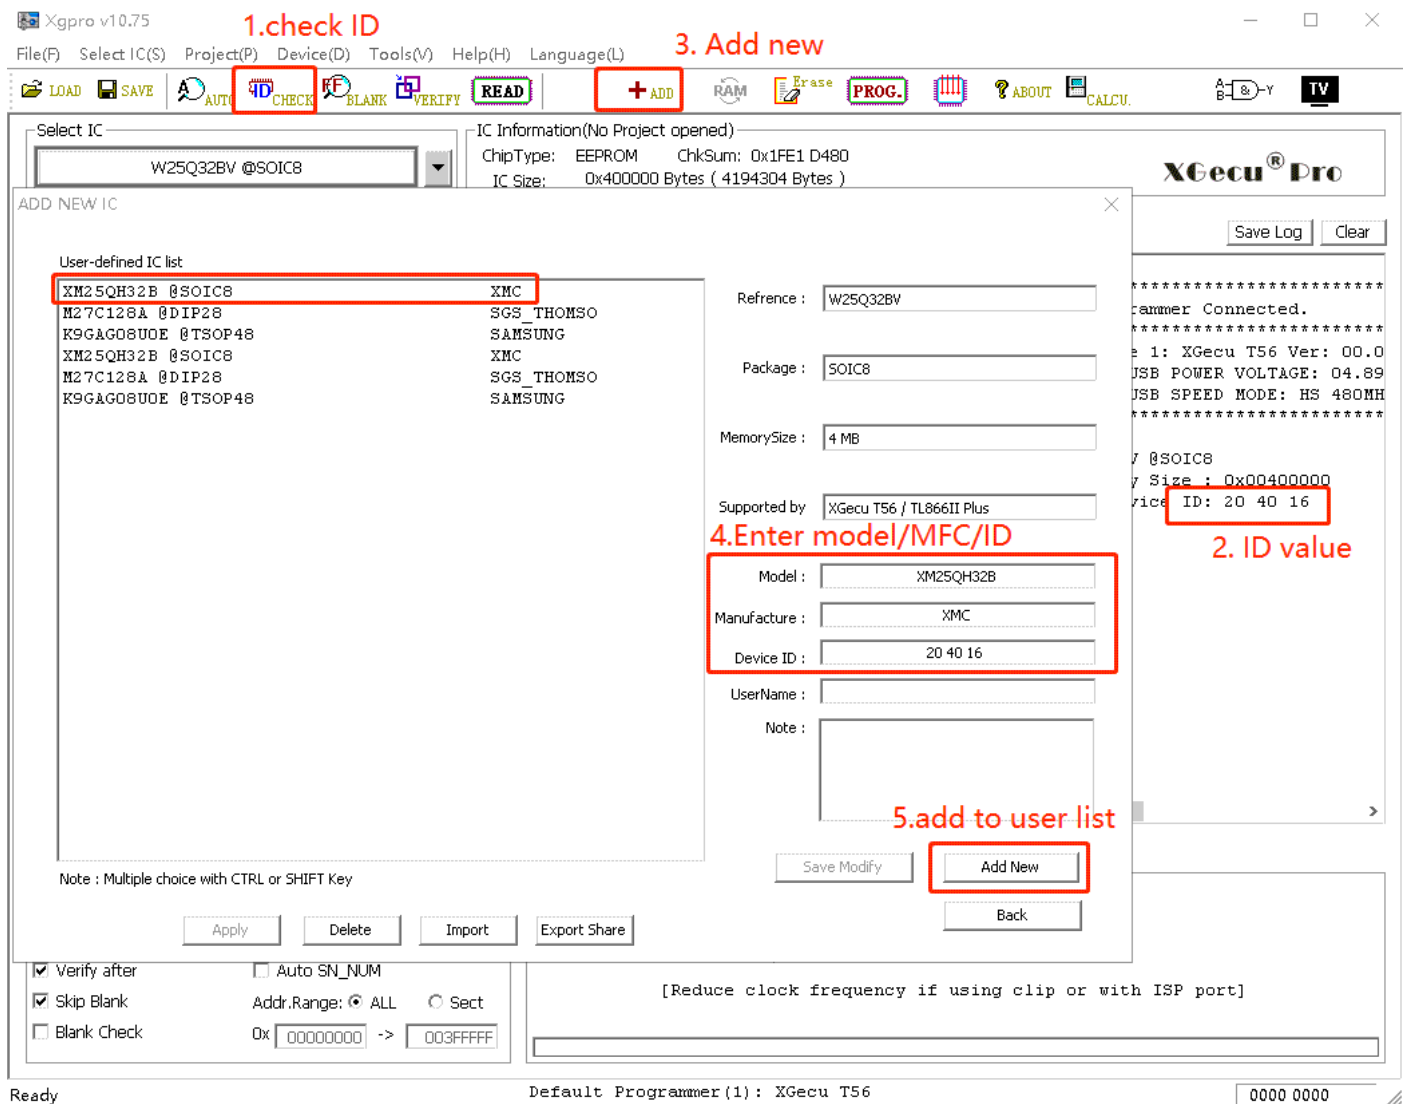 Xgpro v10.75
1.check ID
File(F) Select IC(S) Project(P) Device(D) Tools(V) Help(H) Language(L)
3. Add new
LOAD SAVE AUTO ID CHECK BLANK VERIFY READ + ADD RAM Erase PROG. ? ABOUT CALCU. A B & Y TV
Select IC
IC Information(No Project opened)
W25Q32BV @SOIC8
ChipType: EEPROM ChkSum: 0x1FE1 D480
IC Size: 0x400000 Bytes ( 4194304 Bytes )
XGecu® Pro
ADD NEW IC
Save Log Clear
User-defined IC list
XM25QH32B @SOIC8 XMC
M27C128A @DIP28 SGS_THOMSO
K9GAG08U0E @TSOP48 SAMSUNG
XM25QH32B @SOIC8 XMC
M27C128A @DIP28 SGS_THOMSO
K9GAG08U0E @TSOP48 SAMSUNG
Refrence : W25Q32BV
Package : SOIC8
MemorySize : 4 MB
Supported by XGecu T56 / TL866II Plus
4.Enter model/MFC/ID
Model : XM25QH32B
Manufacture : XMC
Device ID : 20 40 16
UserName :
Note :
************************
rammer Connected.
************************
e 1: XGecu T56 Ver: 00.0
USB POWER VOLTAGE: 04.89
USB SPEED MODE: HS 480MH
************************
V @SOIC8
y Size : 0x00400000
vice ID: 20 40 16
2. ID value
5.add to user list
Save Modify Add New
Note : Multiple choice with CTRL or SHIFT Key
Back
Apply Delete Import Export Share
Verify after Auto SN_NUM
Skip Blank Addr.Range: ALL Sect
Blank Check 0x 00000000 -> 003FFFFF
[Reduce clock frequency if using clip or with ISP port]
Ready Default Programmer(1): XGecu T56 0000 0000